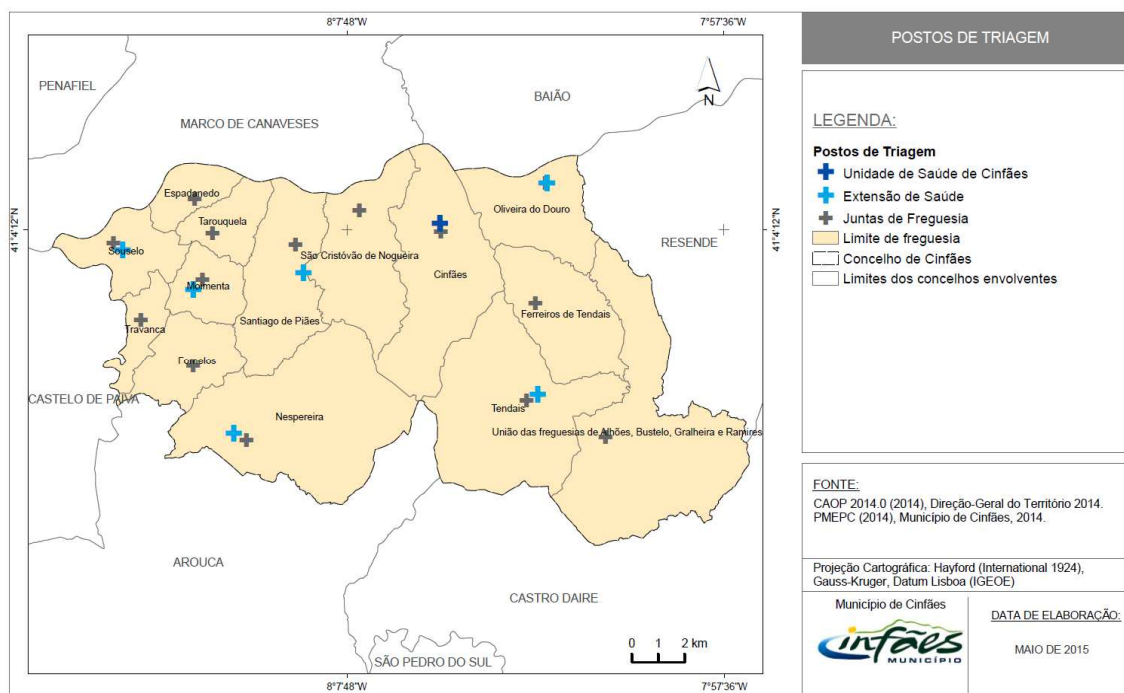 8°7'48"W
7°57'36"W
POSTOS DE TRIAGEM
PENAFIEL
BAIÃO
N
MARCO DE CANAVESES
LEGENDA:
Postos de Triagem
Unidade de Saúde de Cinfães
Extensão de Saúde
Juntas de Freguesia
Limite de freguesia
Concelho de Cinfães
Limites dos concelhos envolventes
Espadanedo
Oliveira do Douro
41°4'12"N
41°4'12"N
Tarouquela
RESENDE
Souselo
São Cristóvão de Nogueira
Cinfães
Moimenta
Ferreiros de Tendais
Santiago de Piães
Travanca
Fornelos
CASTELO DE PAIVA
Nespereira
Tendais
União das freguesias de Alhões, Bustelo, Gralheira e Ramires
FONTE:
CAOP 2014.0 (2014), Direção-Geral do Território 2014.
PMEPC (2014), Município de Cinfães, 2014.
AROUCA
CASTRO DAIRE
Projeção Cartográfica: Hayford (International 1924),
Gauss-Kruger, Datum Lisboa (IGEOE)
Município de Cinfães
cinfães
MUNICÍPIO
DATA DE ELABORAÇÃO:
MAIO DE 2015
0 1 2 km
SÃO PEDRO DO SUL
8°7'48"W
7°57'36"W